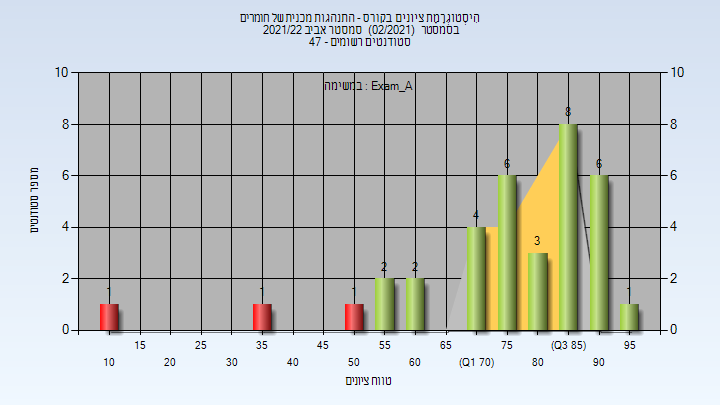 היסטוגרמת ציונים בקורס - התנהגות מכנית של חומרים
בסמסטר (02/2021) סמסטר אביב 2021/22
סטודנטים רשומים - 47
במשימה : Exam_A
מספר סטודנטים
10 8 6 4 2 0
10 8 6 4 2 0
1 1 1 2 2 4 6 3 8 6 1
15 25 35 45 55 65 75 (Q3 85) 95
10 20 30 40 50 60 (Q1 70) 80 90
טווח ציונים